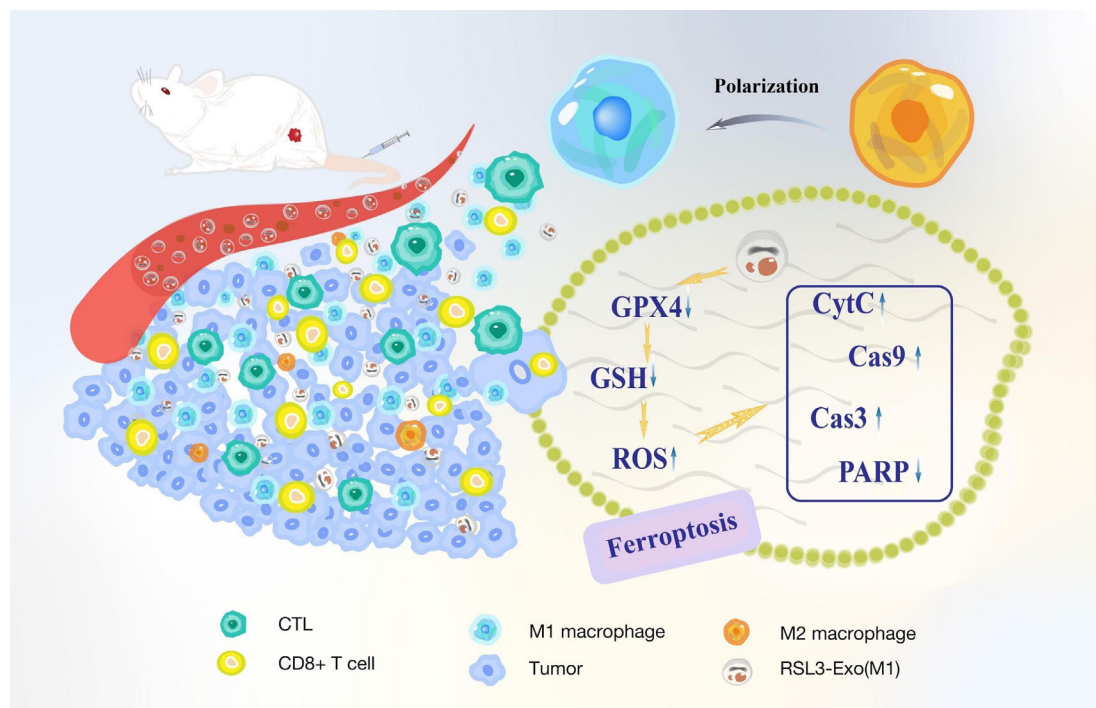 Polarization
GPX4↓
CytC↑
Cas9↑
GSH↓
Cas3↑
ROS↑
PARP↓
Ferroptosis
CTL
M1 macrophage
M2 macrophage
CD8+ T cell
Tumor
RSL3-Exo(M1)